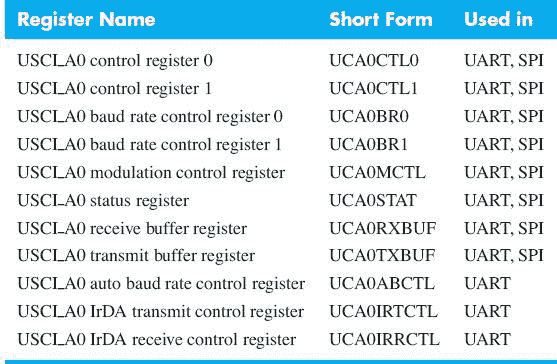 Register Name Short Form Used in
USCI_A0 control register 0 UCA0CTL0 UART, SPI
USCI_A0 control register 1 UCA0CTL1 UART, SPI
USCI_A0 baud rate control register 0 UCA0BR0 UART, SPI
USCI_A0 baud rate control register 1 UCA0BR1 UART, SPI
USCI_A0 modulation control register UCA0MCTL UART, SPI
USCI_A0 status register UCA0STAT UART, SPI
USCI_A0 receive buffer register UCA0RXBUF UART, SPI
USCI_A0 transmit buffer register UCA0TXBUF UART, SPI
USCI_A0 auto baud rate control register UCA0ABCTL UART
USCI_A0 IrDA transmit control register UCA0IRTCTL UART
USCI_A0 IrDA receive control register UCA0IRRCTL UART